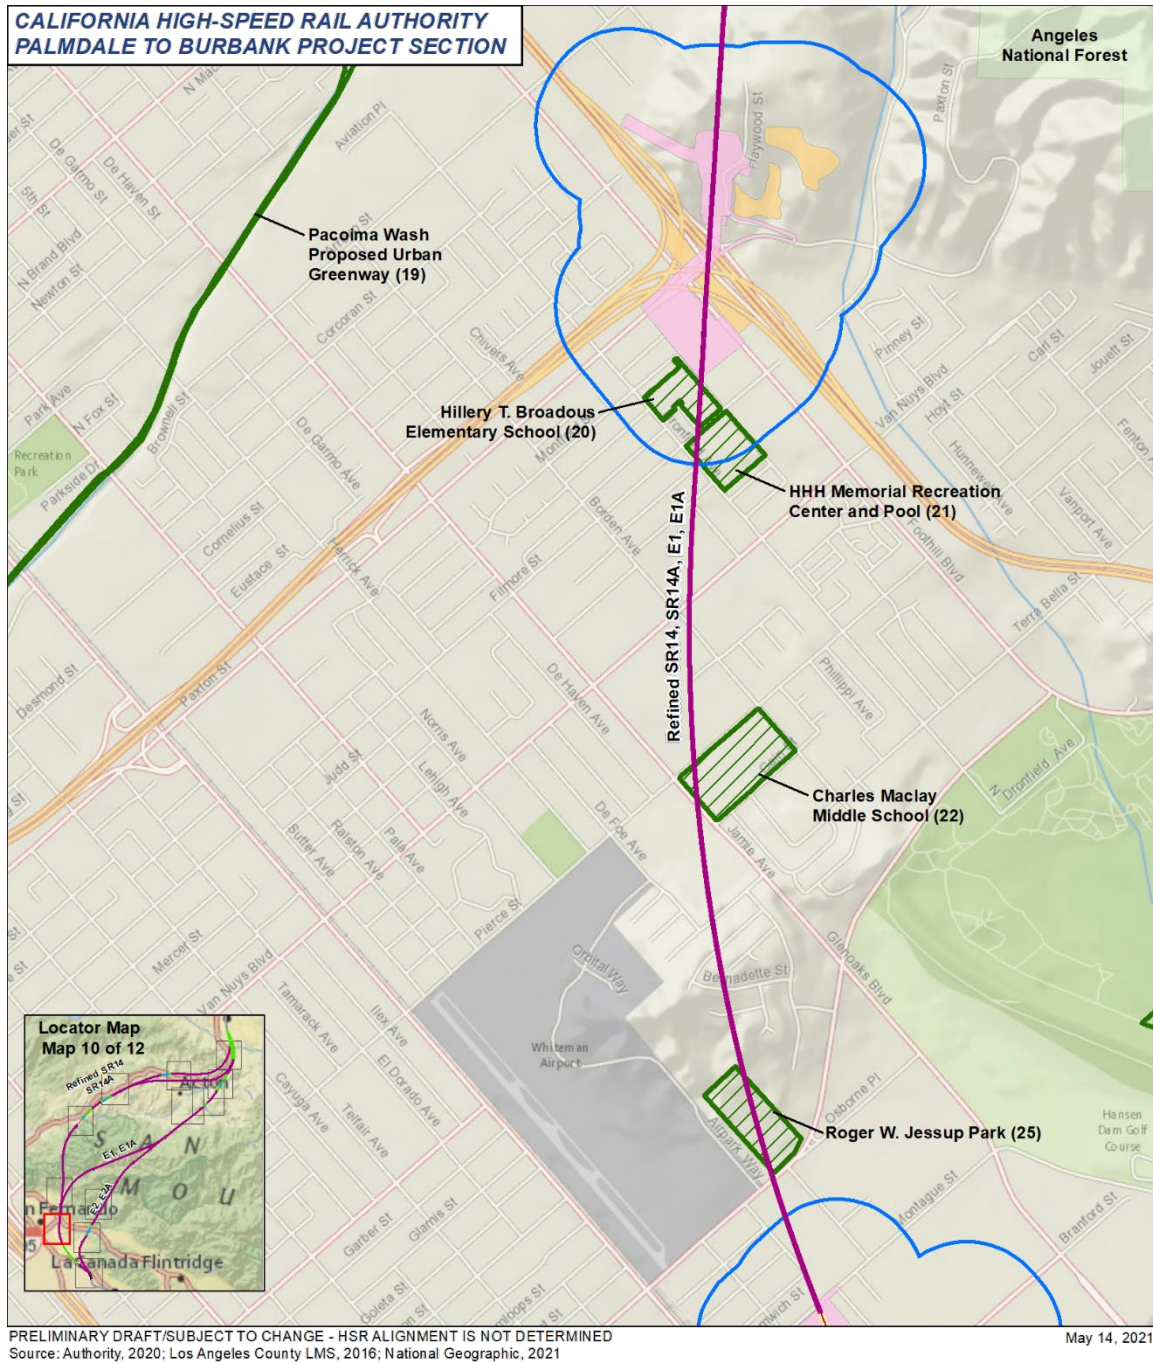 CALIFORNIA HIGH-SPEED RAIL AUTHORITY
PALMDALE TO BURBANK PROJECT SECTION
Angeles
National Forest
Paxton St
Aviation Pl
De Garmo St
De Haven St
5th St
N Brand Blvd
Newton St
Pacoima Wash
Proposed Urban
Greenway (19)
Arroyo St
Corcoran St
Chivers Ave
Pinney St
Carl St
Jouett St
Van Nuys Blvd
Hoyt St
Park Ave
N Fox St
Brownell St
De Garmo Ave
Hillery T. Broadous
Elementary School (20)
Recreation
Park
Parkside Dr
HHH Memorial Recreation
Center and Pool (21)
Hunnewell Ave
Fenton A
Vanport Ave
Foothill Blvd
Cornelius St
Eustace St
Herrick Ave
Borden Ave
Filmore St
Terra Bella St
Refined SR14, SR14A, E1, E1A
Desmond St
Paxton St
De Haven Ave
Phillippi Ave
Norris Ave
Lehigh Ave
Judd St
N Dronfield Ave
Charles Maclay
Middle School (22)
Sutter Ave
Ralston Ave
Pala Ave
De Foe Ave
Jamie Ave
Pierce St
Mercer St
Van Nuys Blvd
Orbital Way
Bernadette St
Glenoaks Blvd
Tamarack Ave
Ilex Ave
El Dorado Ave
Cayuga Ave
Telfair Ave
Whiteman
Airport
Airpark Way
Osborne Pl
Roger W. Jessup Park (25)
Hansen
Dam Golf
Course
Garber St
Glamis St
Montague St
Branford St
Goleta St
mloops St
mwich St
Locator Map
Map 10 of 12
Refined SR14
SR14A
Acton
S A N
E1, E1A
M O U
E2, E2A
n Fernando
La Canada Flintridge
PRELIMINARY DRAFT/SUBJECT TO CHANGE - HSR ALIGNMENT IS NOT DETERMINED
May 14, 2021
Source: Authority, 2020; Los Angeles County LMS, 2016; National Geographic, 2021